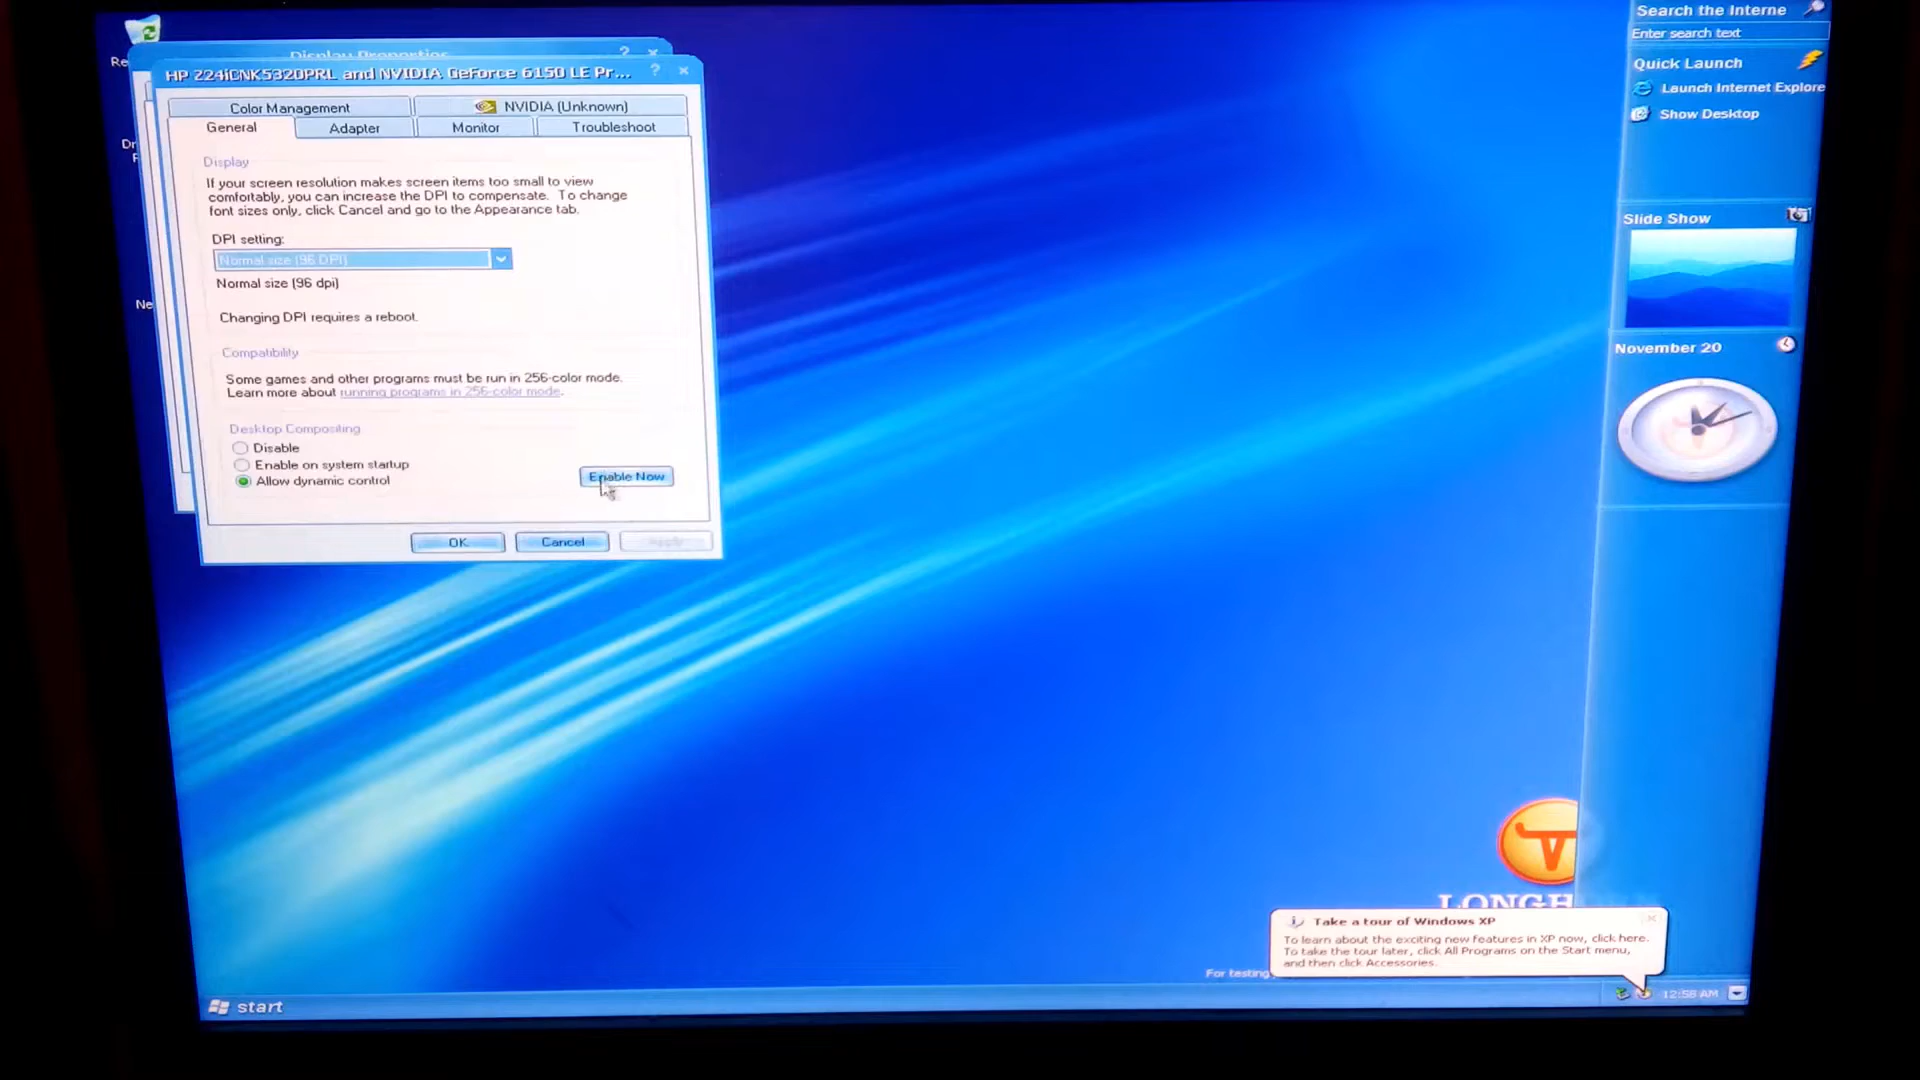 Re
Dr
P
Ne
Display Properties
HP Z24iCNK5320PRL and NVIDIA GeForce 6150 LE Pr...
Color Management
NVIDIA (Unknown)
General
Adapter
Monitor
Troubleshoot
Display
If your screen resolution makes screen items too small to view
comfortably, you can increase the DPI to compensate. To change
font sizes only, click Cancel and go to the Appearance tab.
DPI setting:
Normal size (96 DPI)
Normal size (96 dpi)
Changing DPI requires a reboot.
Compatibility
Some games and other programs must be run in 256-color mode.
Learn more about running programs in 256-color mode.
Desktop Compositing
Disable
Enable on system startup
Allow dynamic control
Enable Now
OK
Cancel
Apply
Search the Interne
Enter search text
Quick Launch
Launch Internet Explore
Show Desktop
Slide Show
November 20
LONGH
Take a tour of Windows XP
To learn about the exciting new features in XP now, click here.
To take the tour later, click All Programs on the Start menu,
and then click Accessories.
For testing
start
12:58 AM